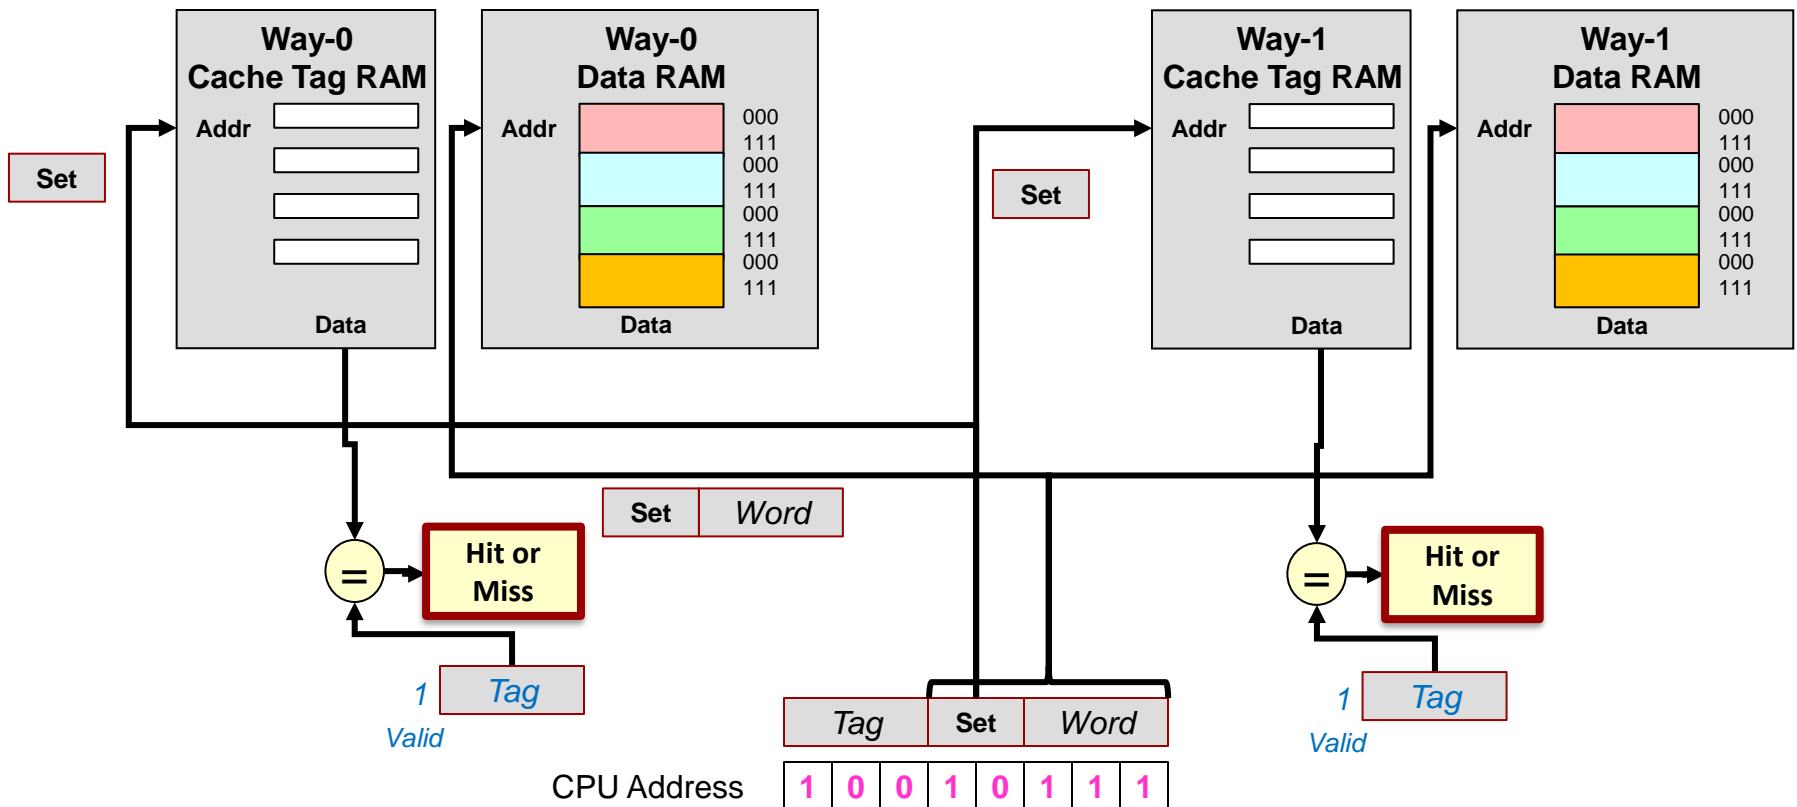 Way-0
Cache Tag RAM
Addr
Data
Way-0
Data RAM
Addr
000
111
000
111
000
111
000
111
Data
Way-1
Cache Tag RAM
Addr
Data
Way-1
Data RAM
Addr
000
111
000
111
000
111
000
111
Data
Set
Set
Set Word
=
Hit or
Miss
=
Hit or
Miss
1 Tag
Valid
1 Tag
Valid
Tag Set Word
CPU Address 1 0 0 1 0 1 1 1